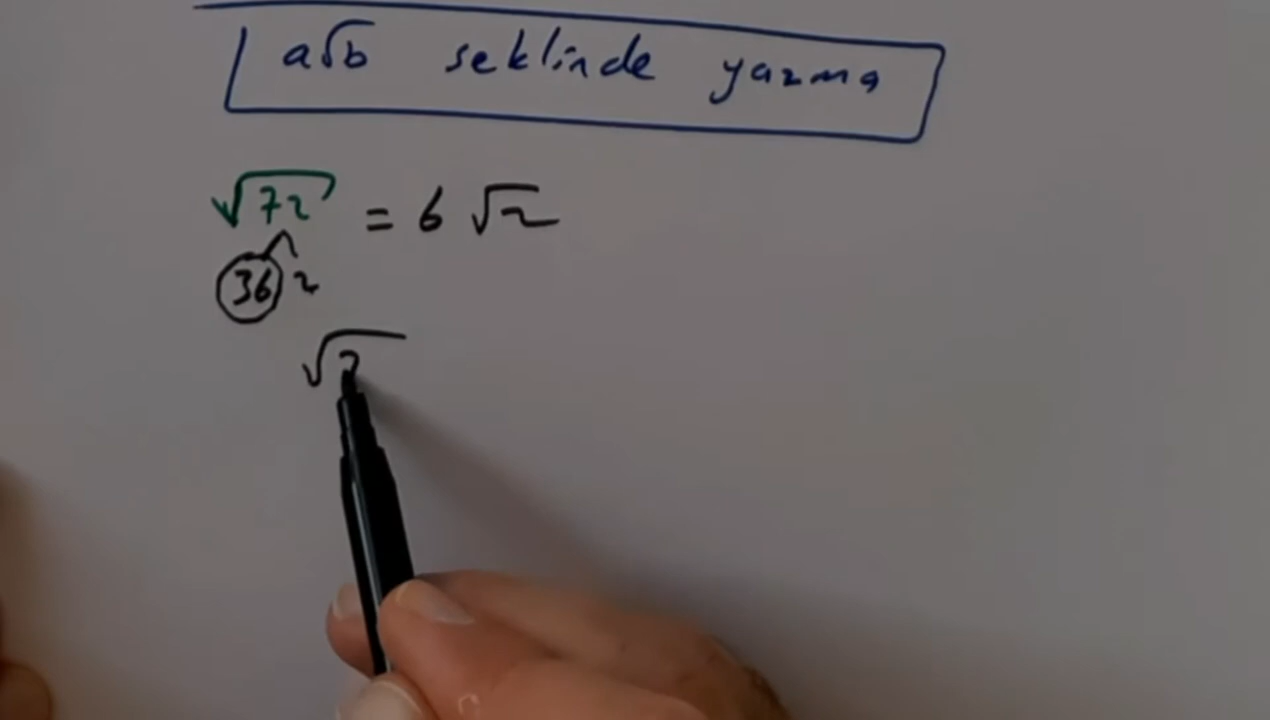 a√b seklinde yazma
√72 = 6 √2
36 2
√